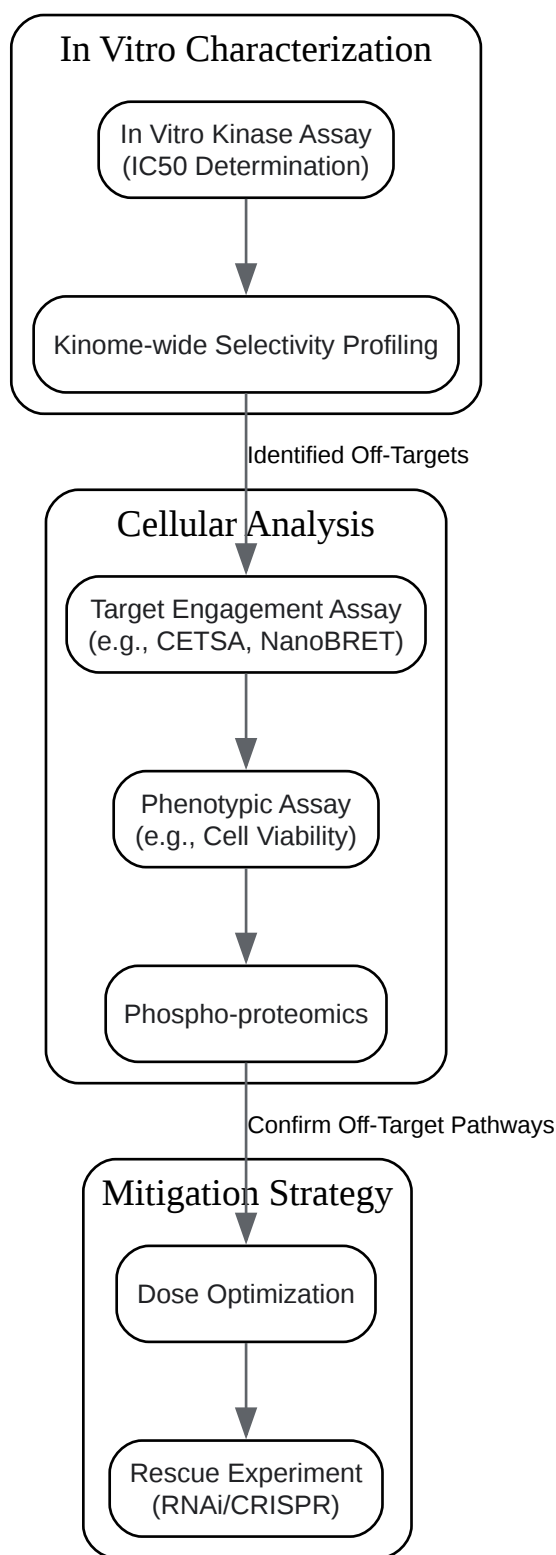 In Vitro Characterization
In Vitro Kinase Assay
(IC50 Determination)
Kinome-wide Selectivity Profiling
Identified Off-Targets
Cellular Analysis
Target Engagement Assay
(e.g., CETSA, NanoBRET)
Phenotypic Assay
(e.g., Cell Viability)
Phospho-proteomics
Confirm Off-Target Pathways
Mitigation Strategy
Dose Optimization
Rescue Experiment
(RNAi/CRISPR)